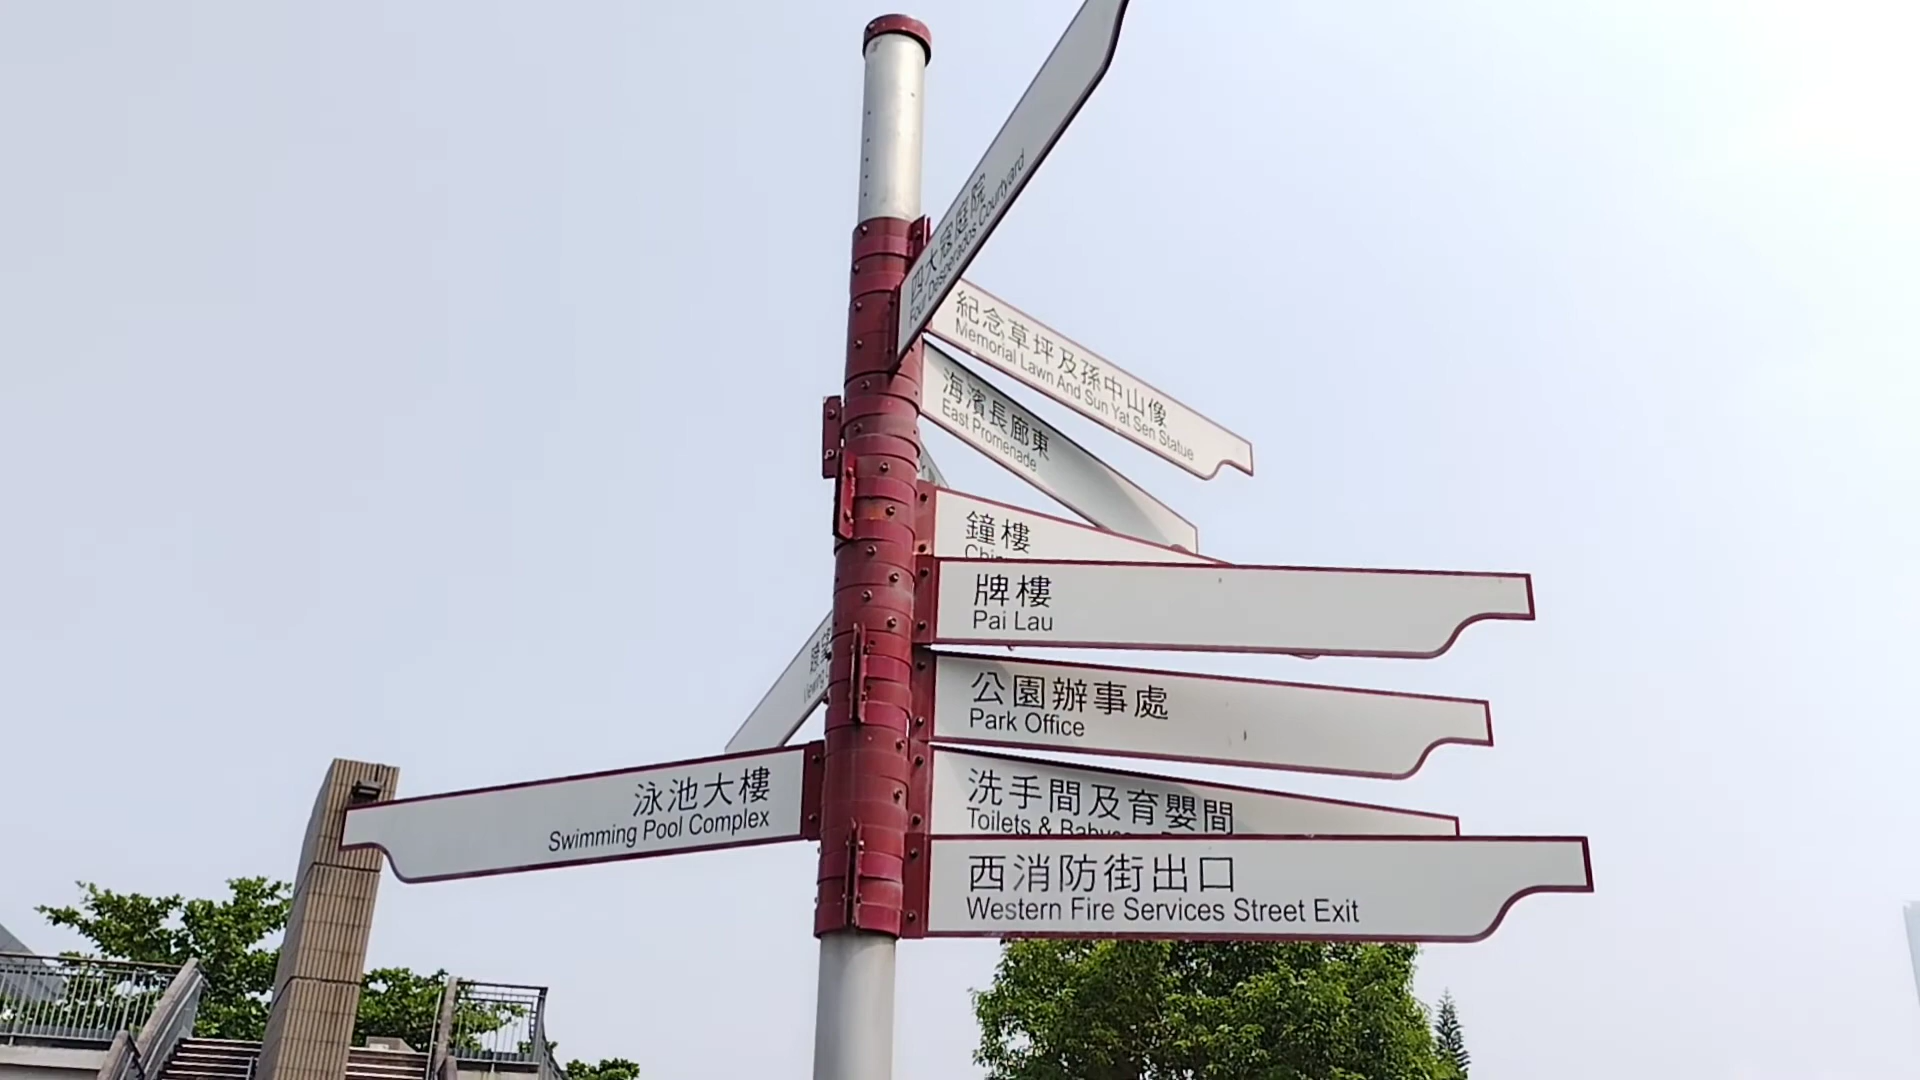 四大寇庭院
Four Desperados Courtyard
紀念草坪及孫中山像
Memorial Lawn And Sun Yat Sen Statue
海濱長廊東
East Promenade
鐘樓
牌樓
Pai Lau
公園辦事處
Park Office
洗手間及育嬰間
Toilets &
西消防街出口
Western Fire Services Street Exit
Viewing
泳池大樓
Swimming Pool Complex